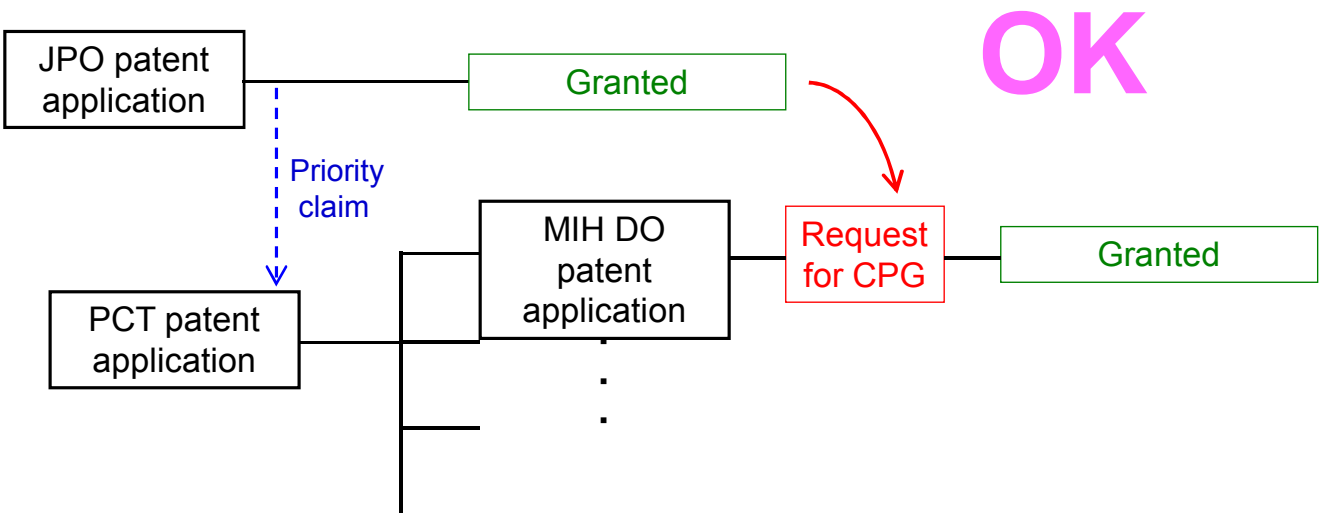 OK
JPO patent
application
Granted
Priority
claim
MIH DO
patent
application
Request
for CPG
Granted
PCT patent
application